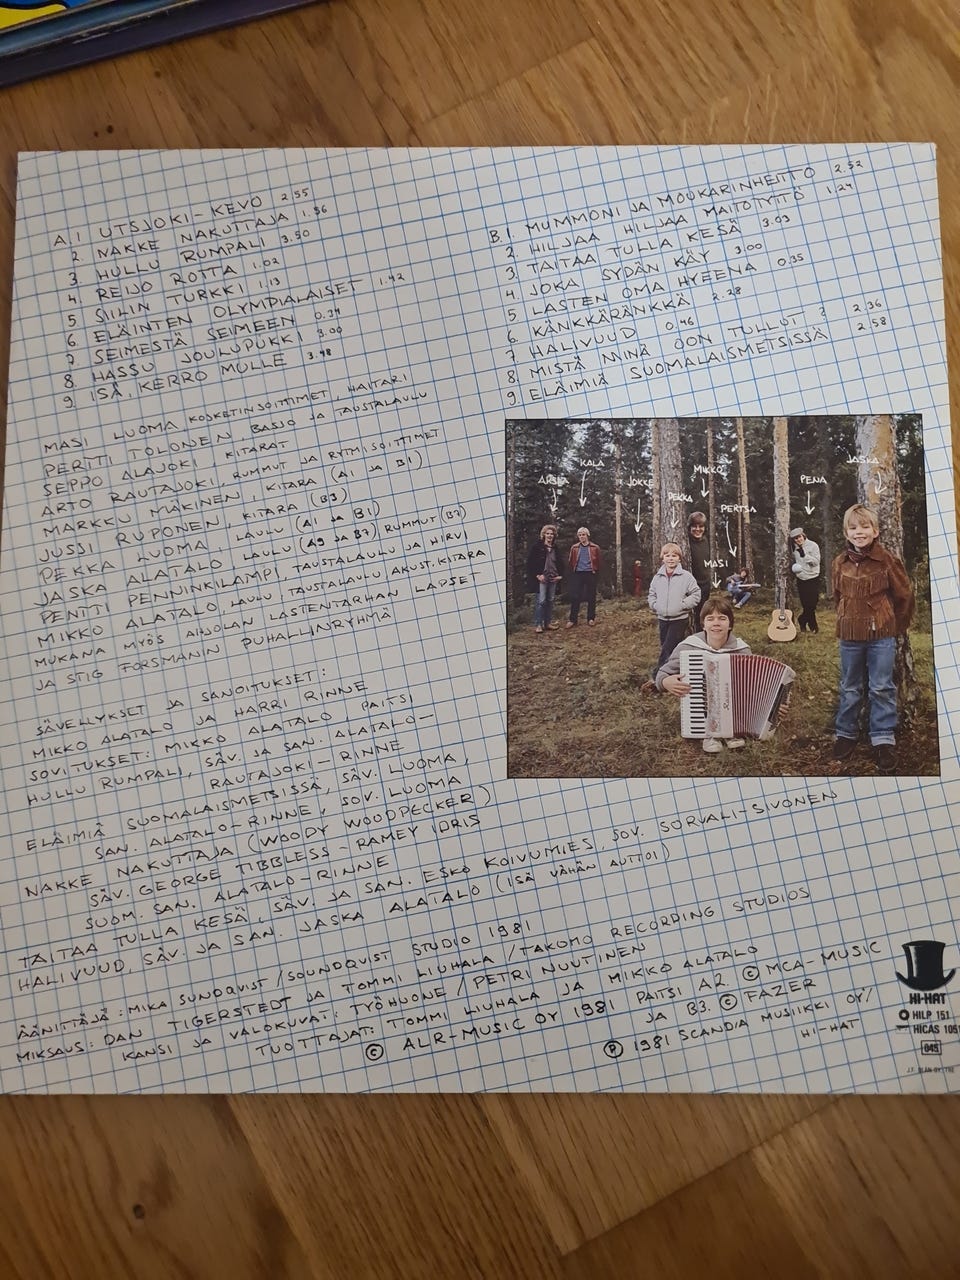 A.1 UTSJOKI-KEVO 2.55
2. NAKKE NAKUTTAJA 1.56
3. HULLU RUMPALI 3.50
4. REIJO ROTTA 1.02
5 SIILIN TURKKI 1.13
6. ELÄINTEN OLYMPIALAISET 1.42
7. SEIMESTÄ SEIMEEN 0.34
8. HASSU JOULUPUKKI 3.00
9. ISÄ, KERRO MULLE 3.48
B.1. MUMMONI JA MOUKARINHEITTO 2.52
2. HILJAA HILJAA MAITOTYTTÖ 1.24
3. TAITAA TULLA KESÄ 3.03
4. JOKA SYDÄN KÄY 3.00
5. LASTEN OMA HYEENA 0.35
6. KÄNKKÄRÄNKKÄ 2.28
7 HALIVUUD 0.46
8. MISTÄ MINÄ OON TULLUT? 2.36
9. ELÄIMIÄ SUOMALAISMETSISSÄ 2.58
MASI LUOMA KOSKETINSOITTIMET, HAITARI
PERTTI TOLONEN, BASSO JA TAUSTALAULU
SEPPO ALAJOKI, KITARAT
ARTO RAUTAJOKI, RUMMUT JA RYTMISOITTIMET
MARKKU MÄKINEN, KITARA (A1 JA B1)
JUSSI RUPONEN, KITARA (B3)
PEKKA LUOMA, LAULU (A1 JA B1)
JASKA ALATALO LAULU (A9 JA B7) RUMMUT (B7)
PENTTI PENNINKILAMPI TAUSTALAULU JA HIRVI
MIKKO ALATALO LAULU TAUSTALAULU, AKUST. KITARA
MUKANA MYÖS AHJOLAN LASTENTARHAN LAPSET
JA STIG FORSMANIN PUHALLINRYHMÄ
ARSKA
KALA
JOKKE
PEKKA
MIKKO
PERTSA
MASI
PENA
JASKA
SÄVELLYKSET JA SANOITUKSET:
MIKKO ALATALO JA HARRI RINNE
SOVITUKSET: MIKKO ALATALO, PAITSI
HULLU RUMPALI, SÄV. JA SAN. ALATALO-
RAUTAJOKI-RINNE
ELÄIMIÄ SUOMALAISMETSISSÄ, SÄV. LUOMA,
SAN. ALATALO-RINNE, SOV. LUOMA
NAKKE NAKUTTAJA (WOODY WOODPECKER)
SÄV. GEORGE TIBBLESS-RAMEY IDRIS
SUOM. SAN. ALATALO-RINNE
TAITAA TULLA KESÄ, SÄV. JA SAN. ESKO KOIVUMIES, SOV. SORVALI-SIVONEN
HALIVUUD, SÄV. JA SAN. JASKA ALATALO (ISÄ VÄHÄN AUTTOI)
ÄÄNITTÄJÄ: MIKA SUNDQVIST/SOUNDQVIST STUDIO 1981
MIKSAUS: DAN TIGERSTEDT JA TOMMI LIUHALA/TAKOMO RECORDING STUDIOS
KANSI JA VALOKUVAT: TYÖHUONE/PETRI NUUTINEN
TUOTTAJAT: TOMMI LIUHALA JA MIKKO ALATALO
© ALR-MUSIC OY 1981 PAITSI A2. © MCA-MUSIC
JA B3. © FAZER
Ⓟ 1981 SCANDIA MUSIIKKI OY/
HI-HAT
HI-HAT
HILP 151
HICAS 1051
045